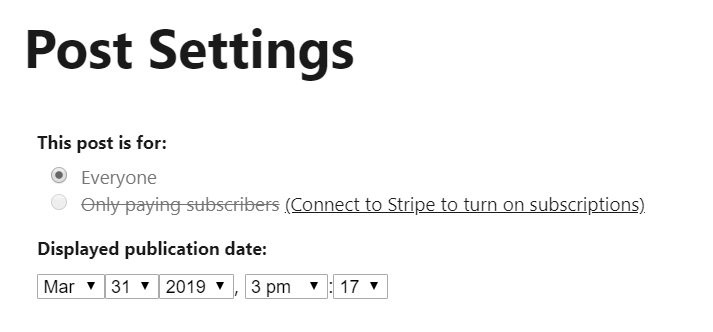 Post Settings
This post is for:
Everyone
Only paying subscribers (Connect to Stripe to turn on subscriptions)
Displayed publication date:
Mar 31 2019 , 3 pm : 17